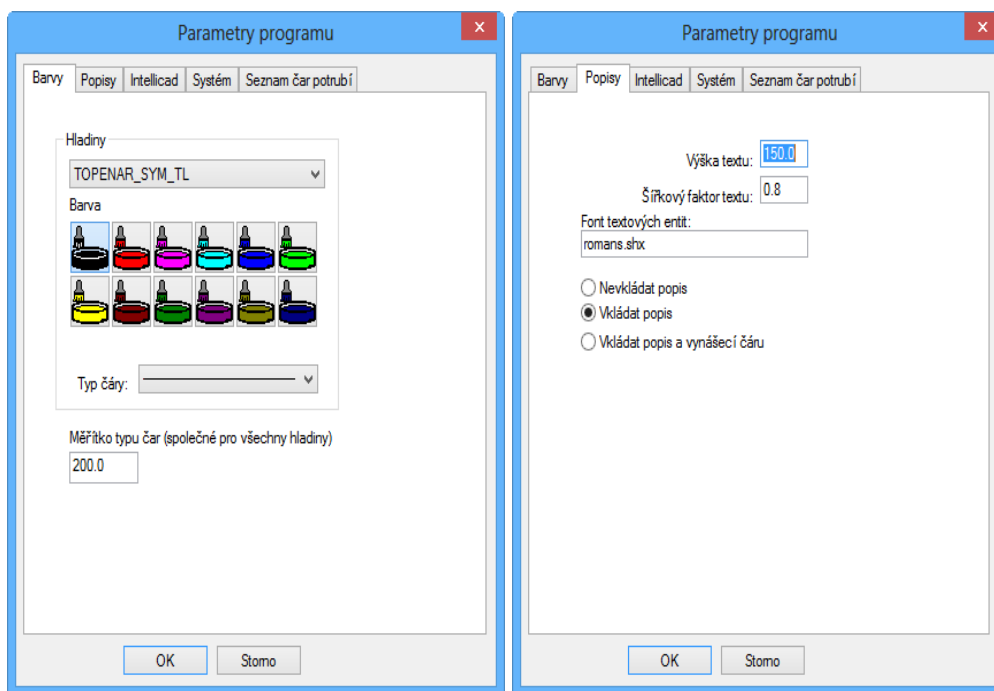 Parametry programu
x
Barvy Popisy Intellicad Systém Seznam čar potrubí
Hladiny
TOPENAR_SYM_TL
Barva
Typ čáry:
Měřítko typu čar (společné pro všechny hladiny)
200.0
OK Storno
Parametry programu
x
Barvy Popisy Intellicad Systém Seznam čar potrubí
Výška textu: 150.0
Šířkový faktor textu: 0.8
Font textových entit:
romans.shx
Nevkládat popis
Vkládat popis
Vkládat popis a vynášecí čáru
OK Storno